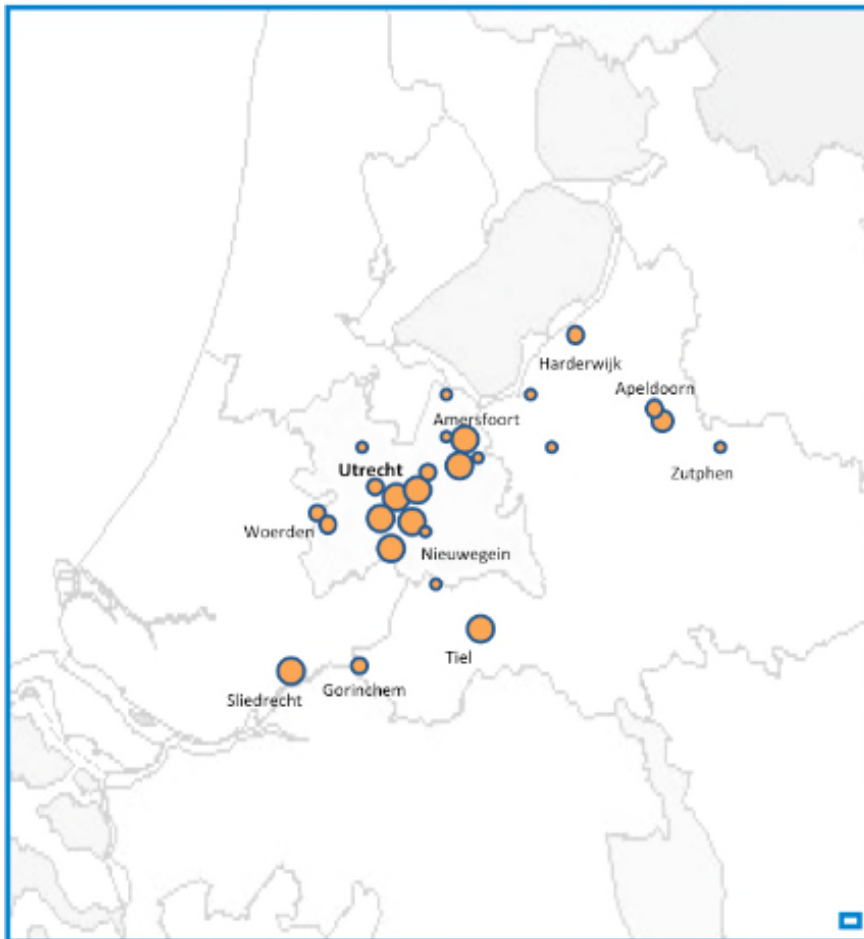 Harderwijk
Apeldoorn
Amersfoort
Utrecht
Zutphen
Woerden
Nieuwegein
Tiel
Gorinchem
Sliedrecht